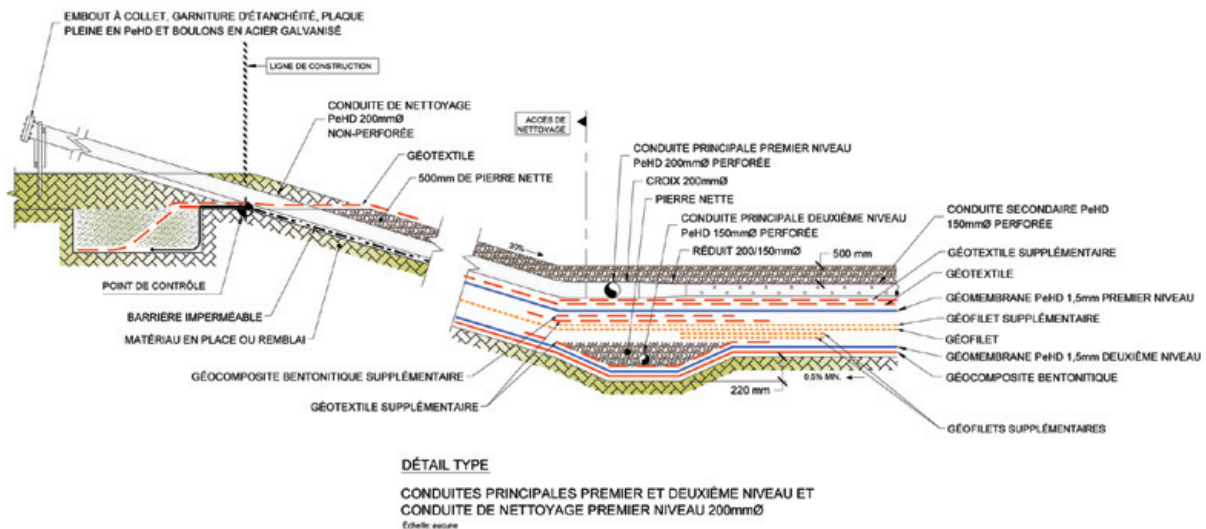 EMBOUT À COLLET, GARNITURE D'ÉTANCHÉITÉ, PLAQUE
PLEINE EN PeHD ET BOULONS EN ACIER GALVANISÉ
LIGNE DE CONSTRUCTION
CONDUITE DE NETTOYAGE
PeHD 200mmØ
NON-PERFORÉE
GÉOTEXTILE
500mm DE PIERRE NETTE
POINT DE CONTRÔLE
BARRIÈRE IMPERMÉABLE
MATÉRIAU EN PLACE OU REMBLAI
ACCÈS DE
NETTOYAGE
30%
CONDUITE PRINCIPALE PREMIER NIVEAU
PeHD 200mmØ PERFORÉE
CROIX 200mmØ
PIERRE NETTE
CONDUITE PRINCIPALE DEUXIÈME NIVEAU
PeHD 150mmØ PERFORÉE
RÉDUIT 200/150mmØ
500 mm
CONDUITE SECONDAIRE PeHD
150mmØ PERFORÉE
GÉOTEXTILE SUPPLÉMENTAIRE
GÉOTEXTILE
GÉOMEMBRANE PeHD 1,5mm PREMIER NIVEAU
GÉOFILET SUPPLÉMENTAIRE
GÉOFILET
GÉOMEMBRANE PeHD 1,5mm DEUXIÈME NIVEAU
GÉOCOMPOSITE BENTONITIQUE
GÉOCOMPOSITE BENTONITIQUE SUPPLÉMENTAIRE
GÉOTEXTILE SUPPLÉMENTAIRE
220 mm
0.5% MIN.
GÉOFILETS SUPPLÉMENTAIRES
DÉTAIL TYPE
CONDUITES PRINCIPALES PREMIER ET DEUXIÈME NIVEAU ET
CONDUITE DE NETTOYAGE PREMIER NIVEAU 200mmØ
Échelle: aucune